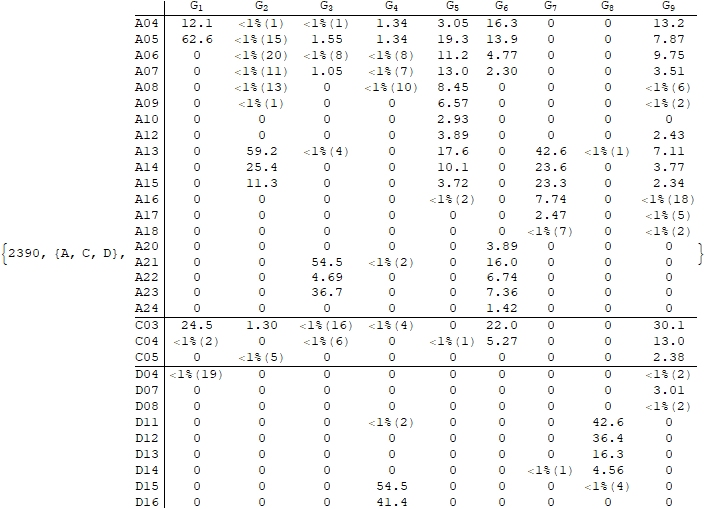 G1 G2 G3 G4 G5 G6 G7 G8 G9
A04 12.1 <1%(1) <1%(1) 1.34 3.05 16.3 0 0 13.2
A05 62.6 <1%(15) 1.55 1.34 19.3 13.9 0 0 7.87
A06 0 <1%(20) <1%(8) <1%(8) 11.2 4.77 0 0 9.75
A07 0 <1%(11) 1.05 <1%(7) 13.0 2.30 0 0 3.51
A08 0 <1%(13) 0 <1%(10) 8.45 0 0 0 <1%(6)
A09 0 <1%(1) 0 0 6.57 0 0 0 <1%(2)
A10 0 0 0 0 2.93 0 0 0 0
A12 0 0 0 0 3.89 0 0 0 2.43
A13 0 59.2 <1%(4) 0 17.6 0 42.6 <1%(1) 7.11
A14 0 25.4 0 0 10.1 0 23.6 0 3.77
A15 0 11.3 0 0 3.72 0 23.3 0 2.34
A16 0 0 0 0 <1%(2) 0 7.74 0 <1%(18)
A17 0 0 0 0 0 0 2.47 0 <1%(5)
A18 0 0 0 0 0 0 <1%(7) 0 <1%(2)
{2390, {A, C, D}, A20 0 0 0 0 0 3.89 0 0 0 }
A21 0 0 54.5 <1%(2) 0 16.0 0 0 0
A22 0 0 4.69 0 0 6.74 0 0 0
A23 0 0 36.7 0 0 7.36 0 0 0
A24 0 0 0 0 0 1.42 0 0 0
C03 24.5 1.30 <1%(16) <1%(4) 0 22.0 0 0 30.1
C04 <1%(2) 0 <1%(6) 0 <1%(1) 5.27 0 0 13.0
C05 0 <1%(5) 0 0 0 0 0 0 2.38
D04 <1%(19) 0 0 0 0 0 0 0 <1%(2)
D07 0 0 0 0 0 0 0 0 3.01
D08 0 0 0 0 0 0 0 0 <1%(2)
D11 0 0 0 <1%(2) 0 0 0 42.6 0
D12 0 0 0 0 0 0 0 36.4 0
D13 0 0 0 0 0 0 0 16.3 0
D14 0 0 0 0 0 0 <1%(1) 4.56 0
D15 0 0 0 54.5 0 0 0 <1%(4) 0
D16 0 0 0 41.4 0 0 0 0 0